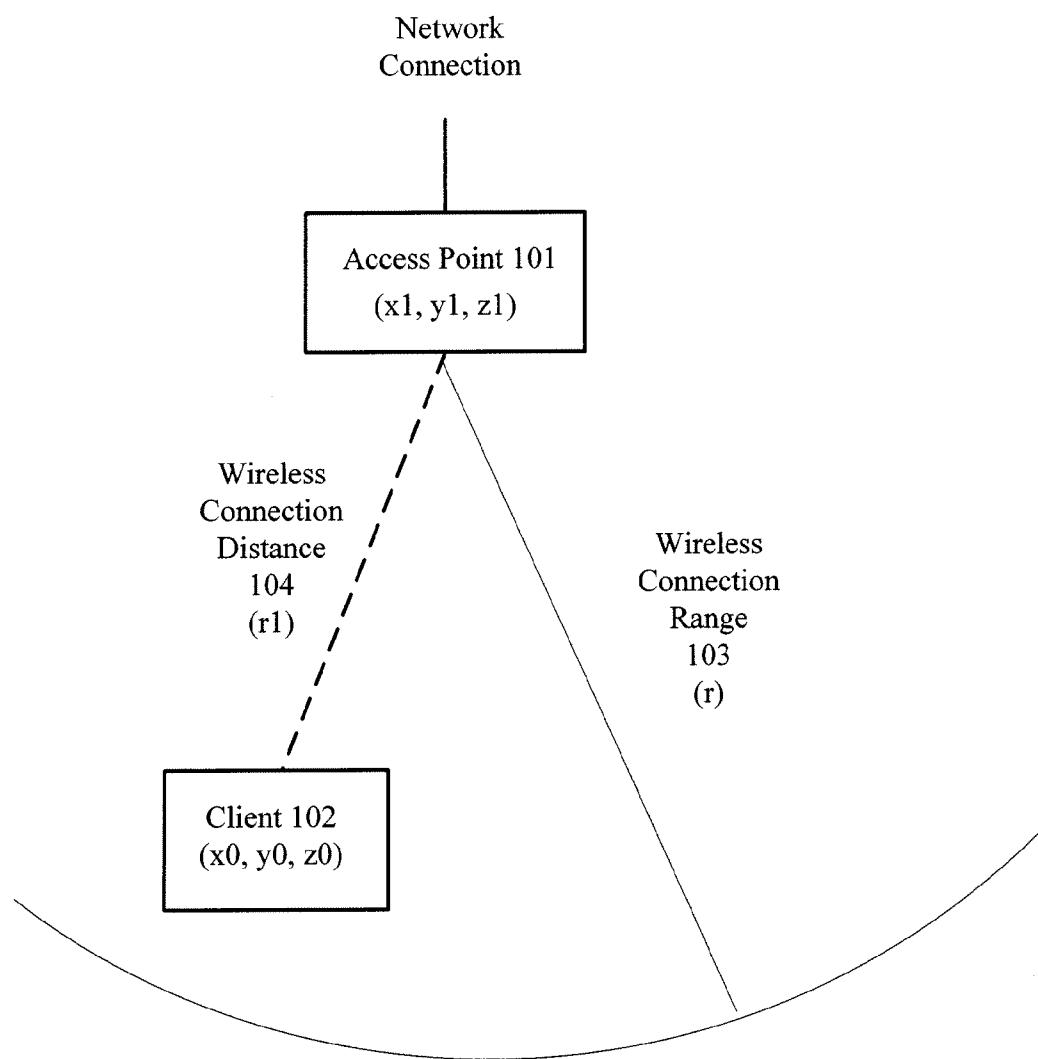 Network
Connection
Access Point 101
(x1, y1, z1)
Wireless
Connection
Distance
104
(r1)
Wireless
Connection
Range
103
(r)
Client 102
(x0, y0, z0)